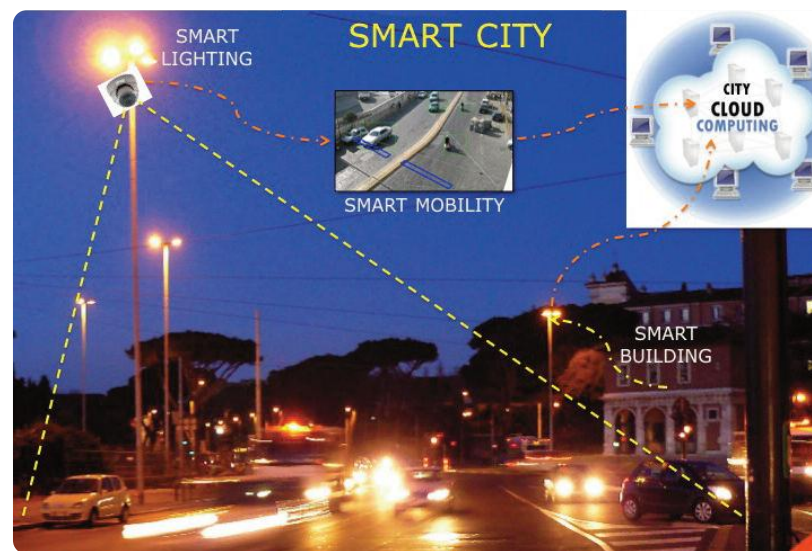 SMART
LIGHTING
SMART CITY
CITY
CLOUD
COMPUTING
SMART MOBILITY
SMART
BUILDING